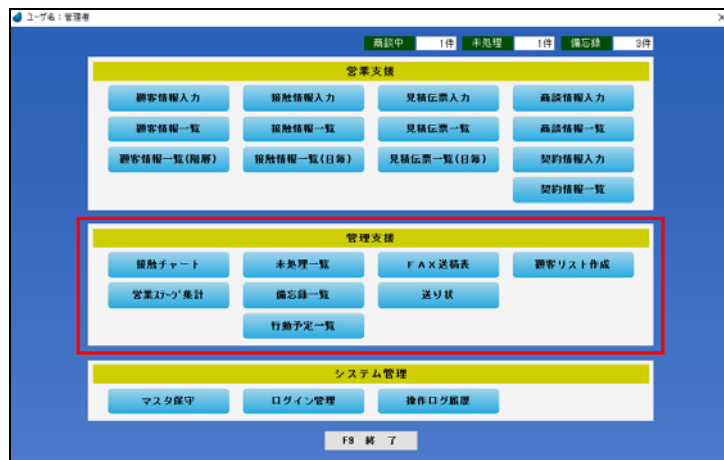 ユーザ名:管理者
商談中 1件 未処理 1件 備忘録 3件
営業支援
顧客情報入力 接触情報入力 見積伝票入力 商談情報入力
顧客情報一覧 接触情報一覧 見積伝票一覧 商談情報一覧
顧客情報一覧(階層) 接触情報一覧(日毎) 見積伝票一覧(日毎) 契約情報入力
契約情報一覧
管理支援
接触チャート 未処理一覧 FAX送稿表 顧客リスト作成
営業ステージ集計 備忘録一覧 送り状
行動予定一覧
システム管理
マスタ保守 ログイン管理 操作ログ履歴
F9 終 了